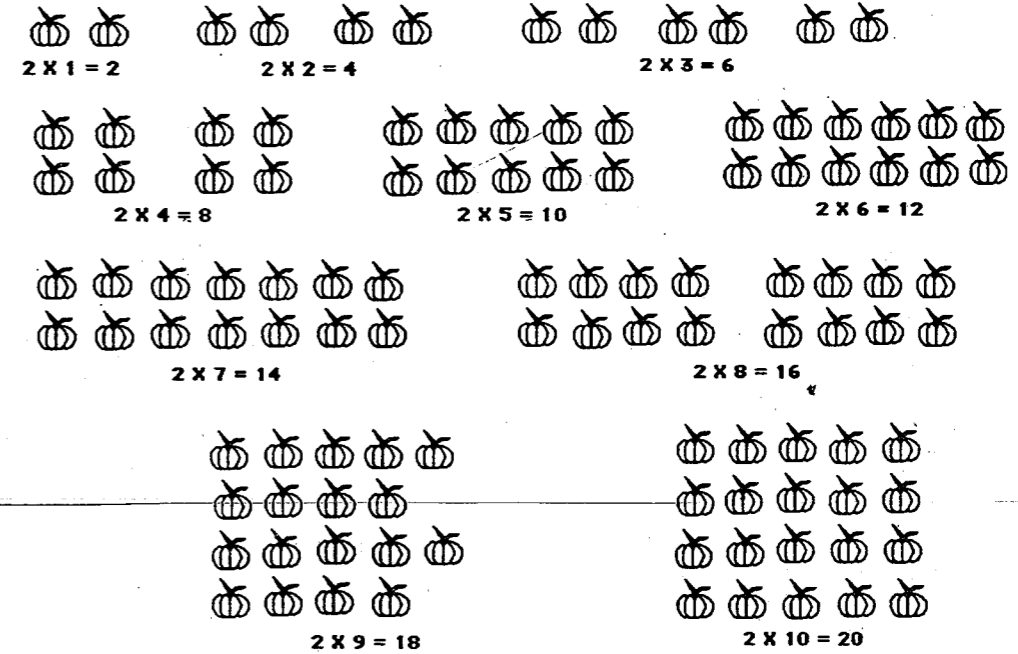 2 X 1 = 2
2 X 2 = 4
2 X 3 = 6
2 X 4 = 8
2 X 5 = 10
2 X 6 = 12
2 X 7 = 14
2 X 8 = 16
2 X 9 = 18
2 X 10 = 20